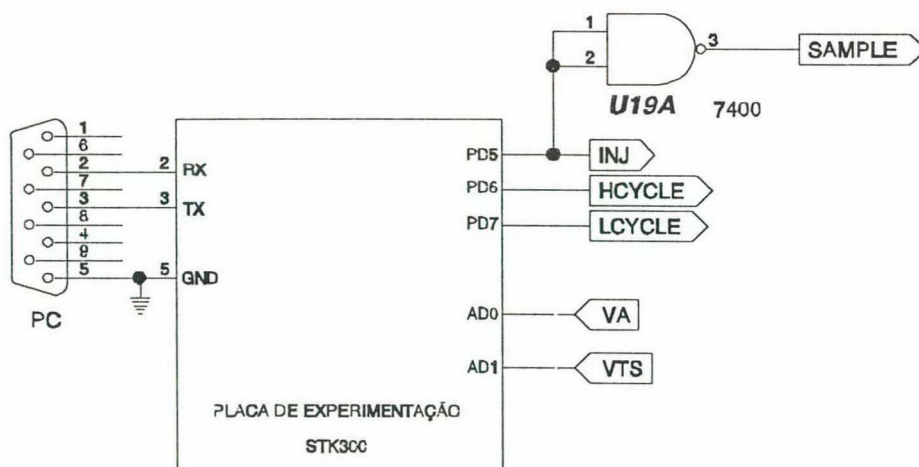 1
2
3
SAMPLE
U19A 7400
1
6
2
7
3
8
4
9
5
PC
2 RX
3 TX
5 GND
PD5
INJ
PD6
HCYCLE
PD7
LCYCLE
AD0
VA
AD1
VTS
PLACA DE EXPERIMENTAÇÃO
STK300